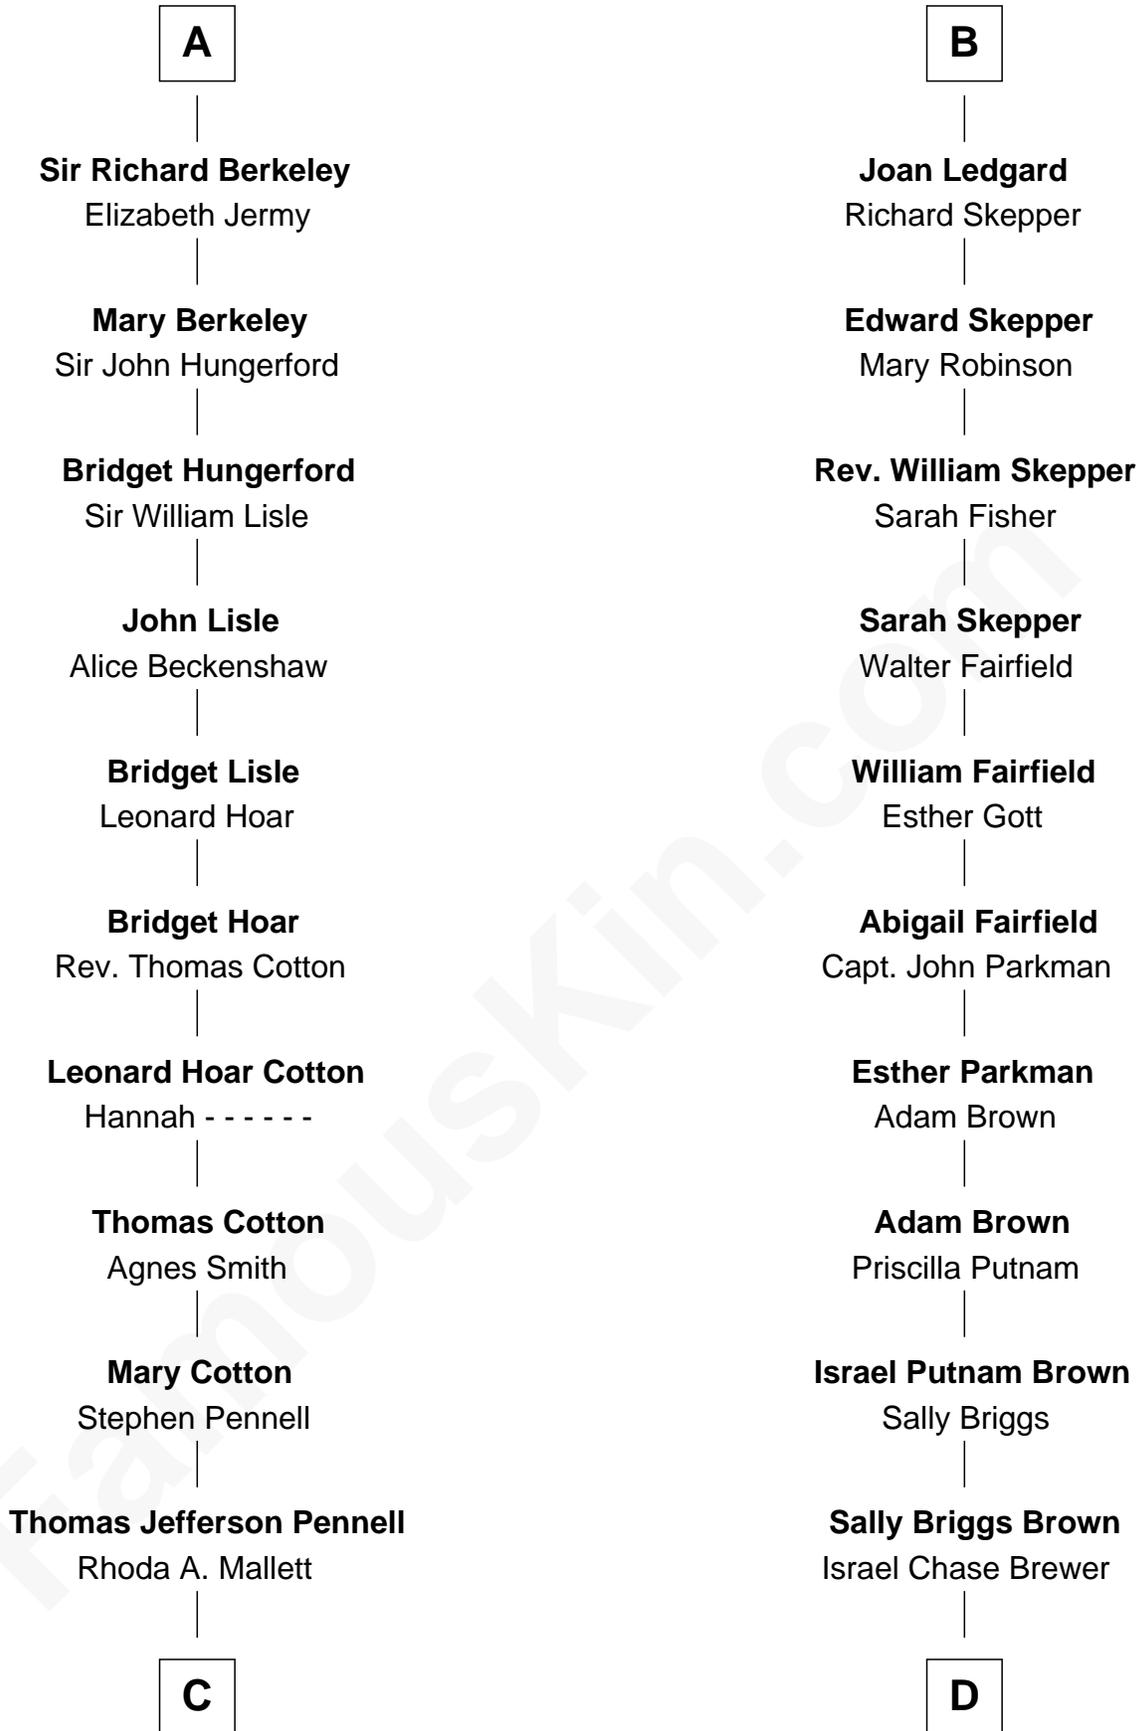 A
Sir Richard Berkeley
Elizabeth Jermy
Mary Berkeley
Sir John Hungerford
Bridget Hungerford
Sir William Lisle
John Lisle
Alice Beckenshaw
Bridget Lisle
Leonard Hoar
Bridget Hoar
Rev. Thomas Cotton
Leonard Hoar Cotton
Hannah - - - - - -
Thomas Cotton
Agnes Smith
Mary Cotton
Stephen Pennell
Thomas Jefferson Pennell
Rhoda A. Mallett
C
B
Joan Ledgard
Richard Skepper
Edward Skepper
Mary Robinson
Rev. William Skepper
Sarah Fisher
Sarah Skepper
Walter Fairfield
William Fairfield
Esther Gott
Abigail Fairfield
Capt. John Parkman
Esther Parkman
Adam Brown
Adam Brown
Priscilla Putnam
Israel Putnam Brown
Sally Briggs
Sally Briggs Brown
Israel Chase Brewer
D
FamousKin.com